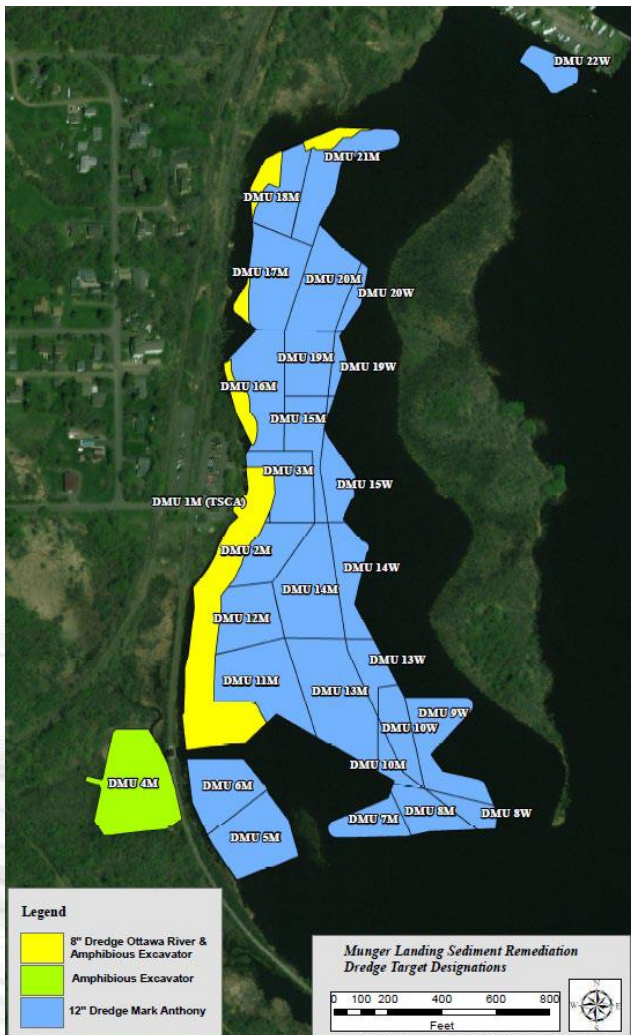 DMU 22W
DMU 21M
DMU 18M
DMU 17M
DMU 20M
DMU 20W
DMU 19M
DMU 19W
DMU 16M
DMU 15M
DMU 3M
DMU 15W
DMU 1M (TSCA)
DMU 2M
DMU 14W
DMU 14M
DMU 12M
DMU 13W
DMU 11M
DMU 13M
DMU 9W
DMU 10W
DMU 10M
DMU 4M
DMU 6M
DMU 8M
DMU 8W
DMU 7M
DMU 5M
Legend
8" Dredge Ottawa River &
Amphibious Excavator
Amphibious Excavator
12" Dredge Mark Anthony
Munger Landing Sediment Remediation
Dredge Target Designations
0 100 200 400 600 800
Feet
N
W E
S